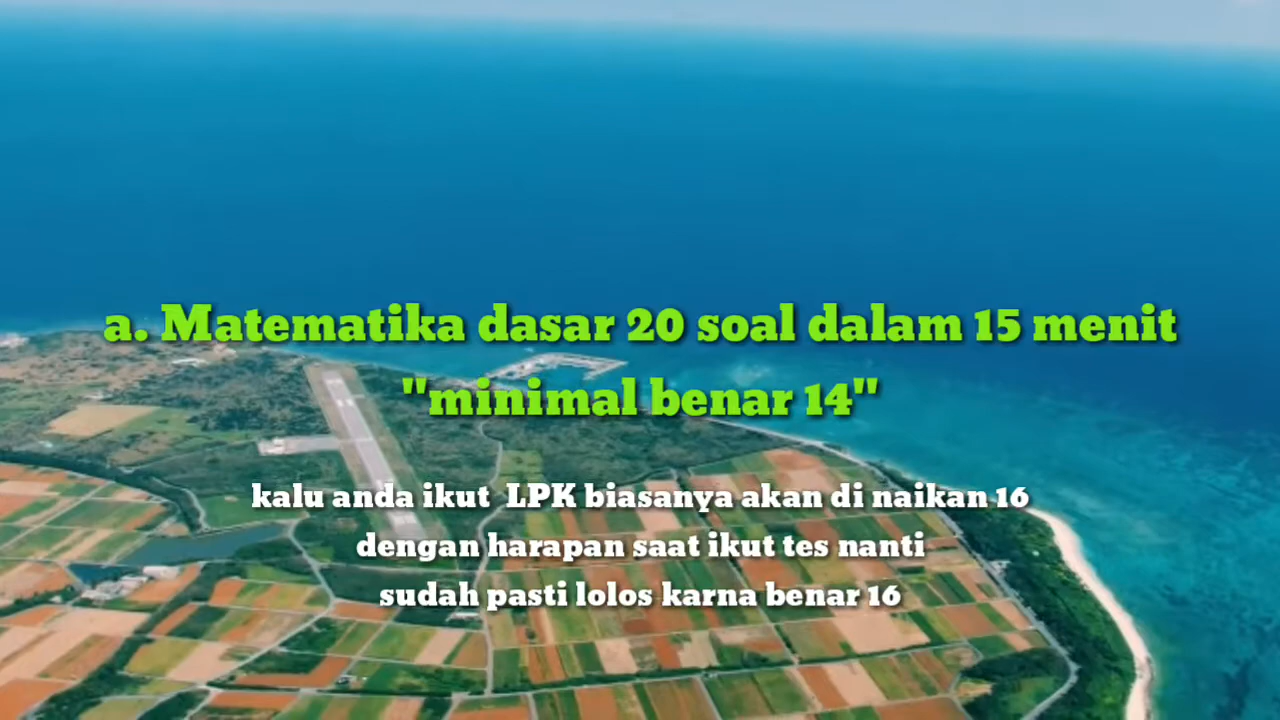 a. Matematika dasar 20 soal dalam 15 menit
"minimal benar 14"
kalu anda ikut LPK biasanya akan di naikan 16
dengan harapan saat ikut tes nanti
sudah pasti lolos karna benar 16